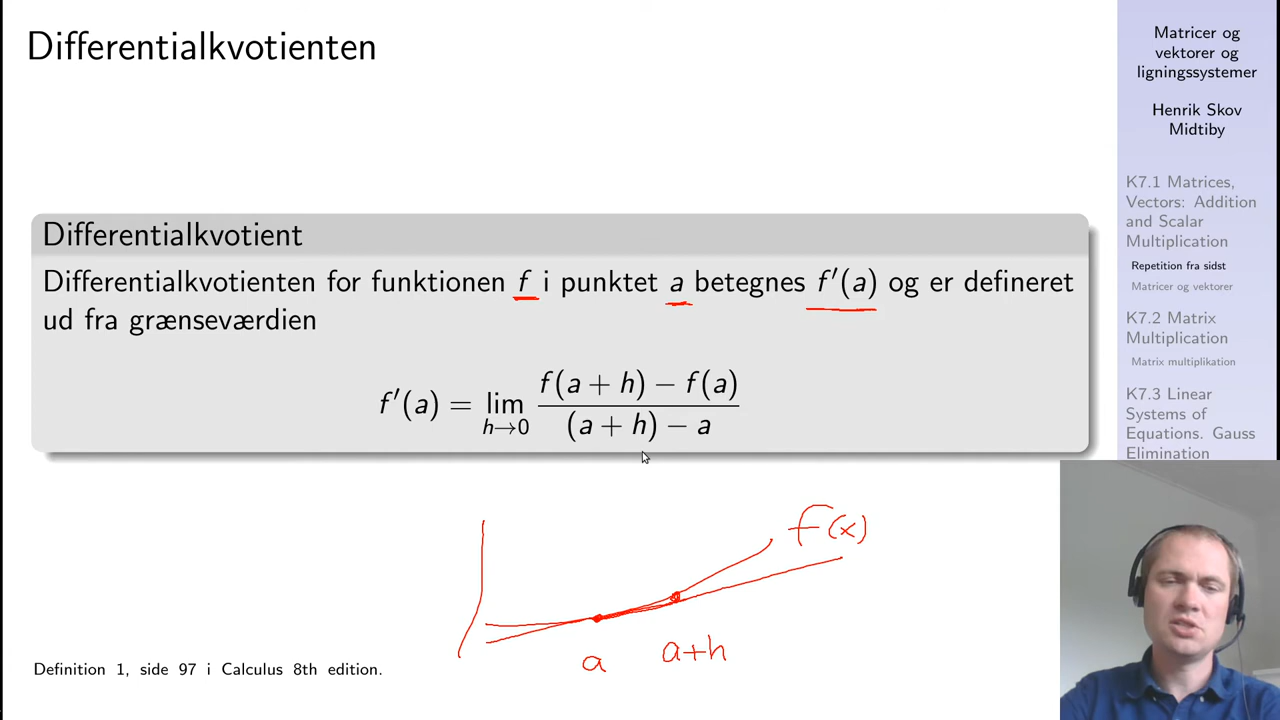 Differentialkvotienten
Differentialkvotient
Differentialkvotienten for funktionen f i punktet a betegnes f′(a) og er defineret
ud fra grænseværdien
f′(a) = lim h→0 f(a + h) − f(a) / (a + h) − a
f(x)
a
a+h
Definition 1, side 97 i Calculus 8th edition.
Matricer og
vektorer og
ligningssystemer
Henrik Skov
Midtiby
K7.1 Matrices,
Vectors: Addition
and Scalar
Multiplication
Repetition fra sidst
Matricer og vektorer
K7.2 Matrix
Multiplication
Matrix multiplikation
K7.3 Linear
Systems of
Equations. Gauss
Elimination